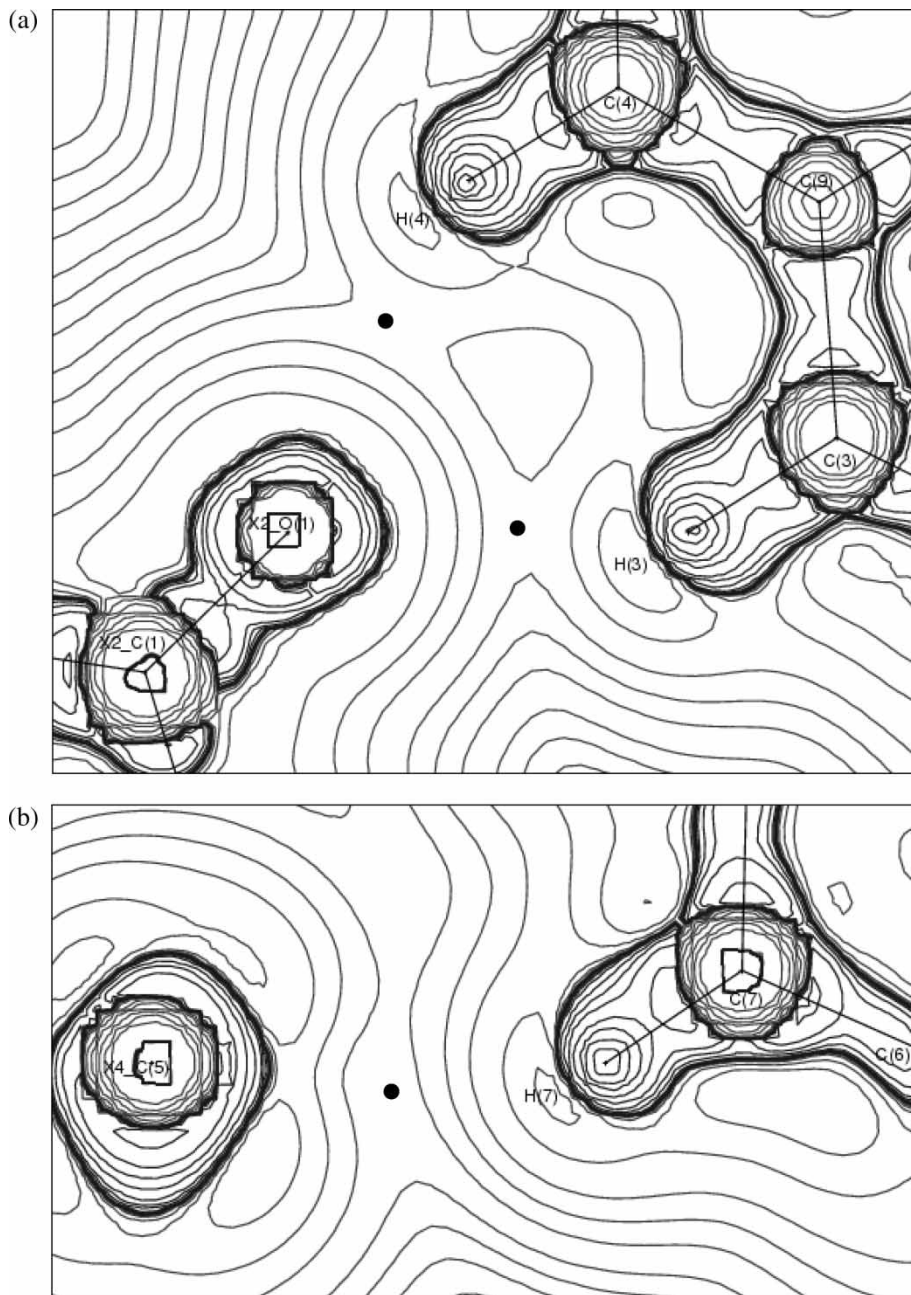 (a)
C(4)
C(9)
H(4)
C(3)
X2_O(1)
H(3)
X2_C(1)
(b)
C(7)
C(6)
X4_C(5)
H(7)